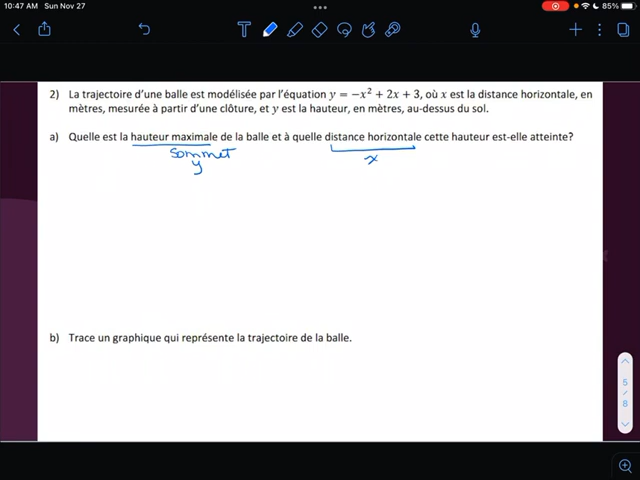 10:47 AM Sun Nov 27
85%
2) La trajectoire d'une balle est modélisée par l'équation y = −x² + 2x + 3, où x est la distance horizontale, en
mètres, mesurée à partir d'une clôture, et y est la hauteur, en mètres, au-dessus du sol.
a) Quelle est la hauteur maximale de la balle et à quelle distance horizontale cette hauteur est-elle atteinte?
sommet
y
x
b) Trace un graphique qui représente la trajectoire de la balle.
5
/
8